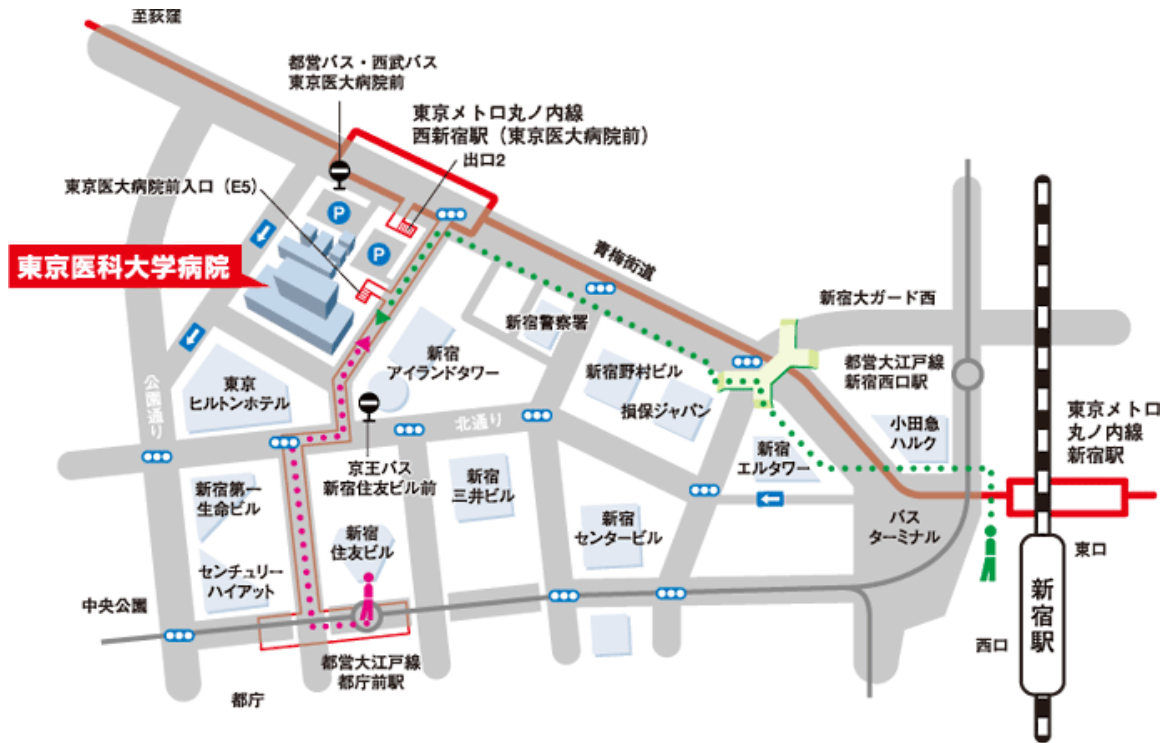 至荻窪
都営バス・西武バス
東京医大病院前
東京メトロ丸ノ内線
西新宿駅（東京医大病院前）
出口2
東京医大病院前入口（E5）
P
P
東京医科大学病院
青梅街道
新宿大ガード西
新宿警察署
新宿
アイランドタワー
新宿野村ビル
損保ジャパン
都営大江戸線
新宿西口駅
東京
ヒルトンホテル
公園通り
北通り
小田急
ハルク
東京メトロ
丸ノ内線
新宿駅
新宿
エルタワー
京王バス
新宿住友ビル前
新宿
三井ビル
新宿第一
生命ビル
新宿
住友ビル
新宿
センタービル
バス
ターミナル
東口
センチュリー
ハイアット
中央公園
新宿駅
西口
都営大江戸線
都庁前駅
都庁